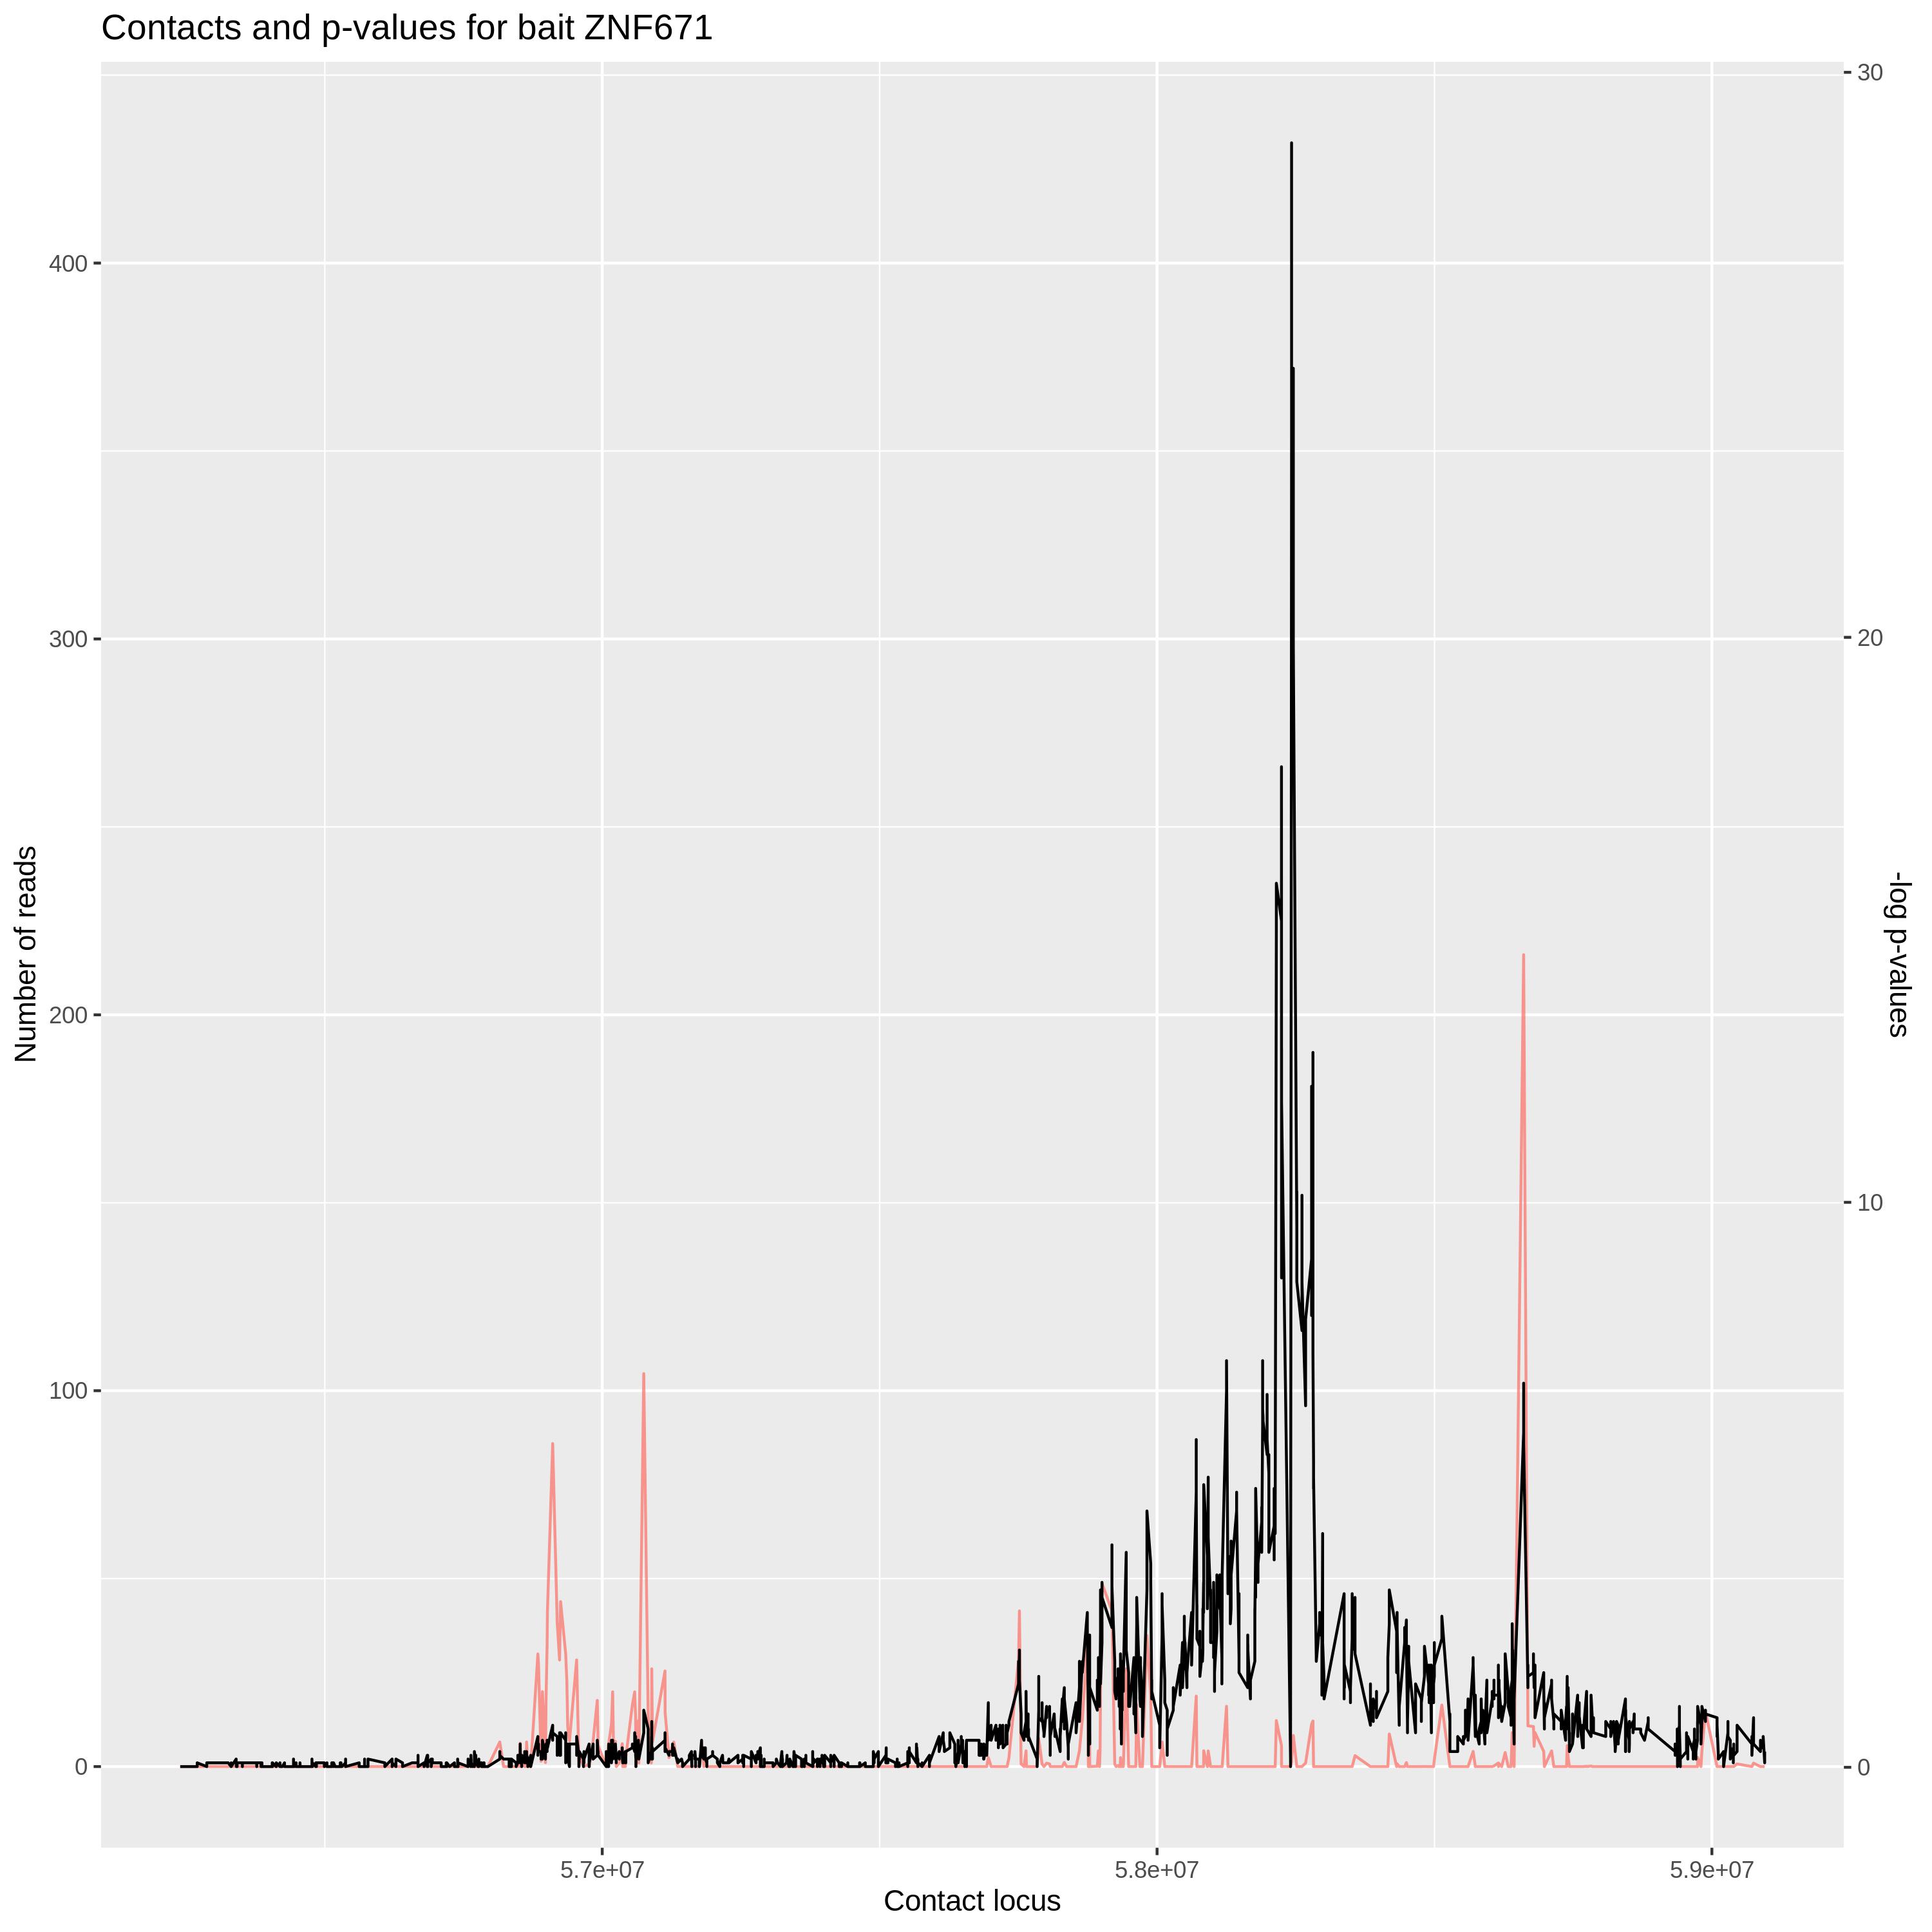 Contacts and p-values for bait ZNF671
30
400
300
20
Number of reads
-log p-values
200
10
100
0
0
5.7e+07
5.8e+07
5.9e+07
Contact locus